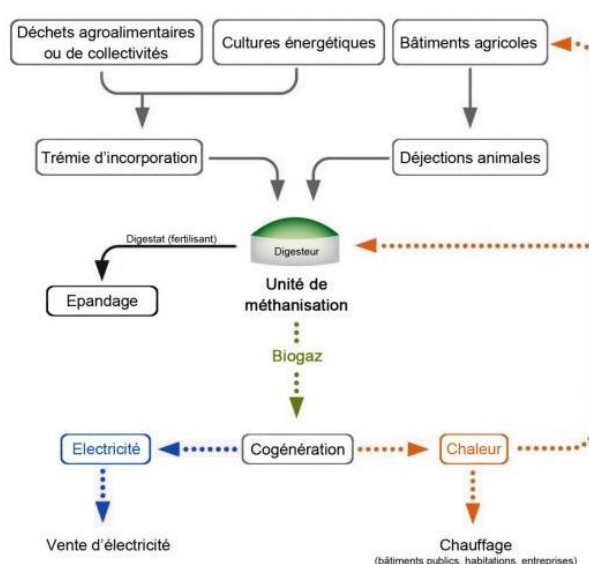 Déchets agroalimentaires
ou de collectivités
Cultures énergétiques
Bâtiments agricoles
Trémie d'incorporation
Déjections animales
Digestat (fertilisant)
Digesteur
Epandage
Unité de
méthanisation
Biogaz
Electricité
Cogénération
Chaleur
Vente d'électricité
Chauffage
(bâtiments publics, habitations, entreprises)